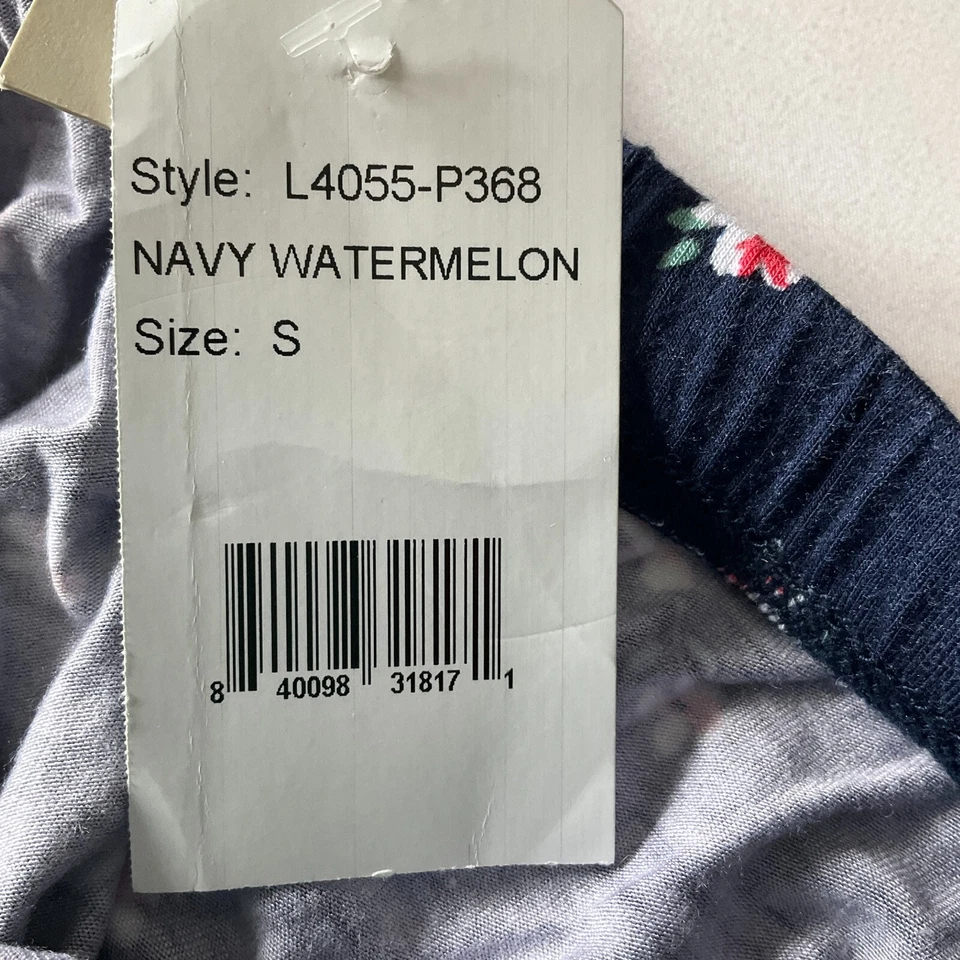 Style: L4055-P368
NAVY WATERMELON
Size: S
8 40098 31817 1